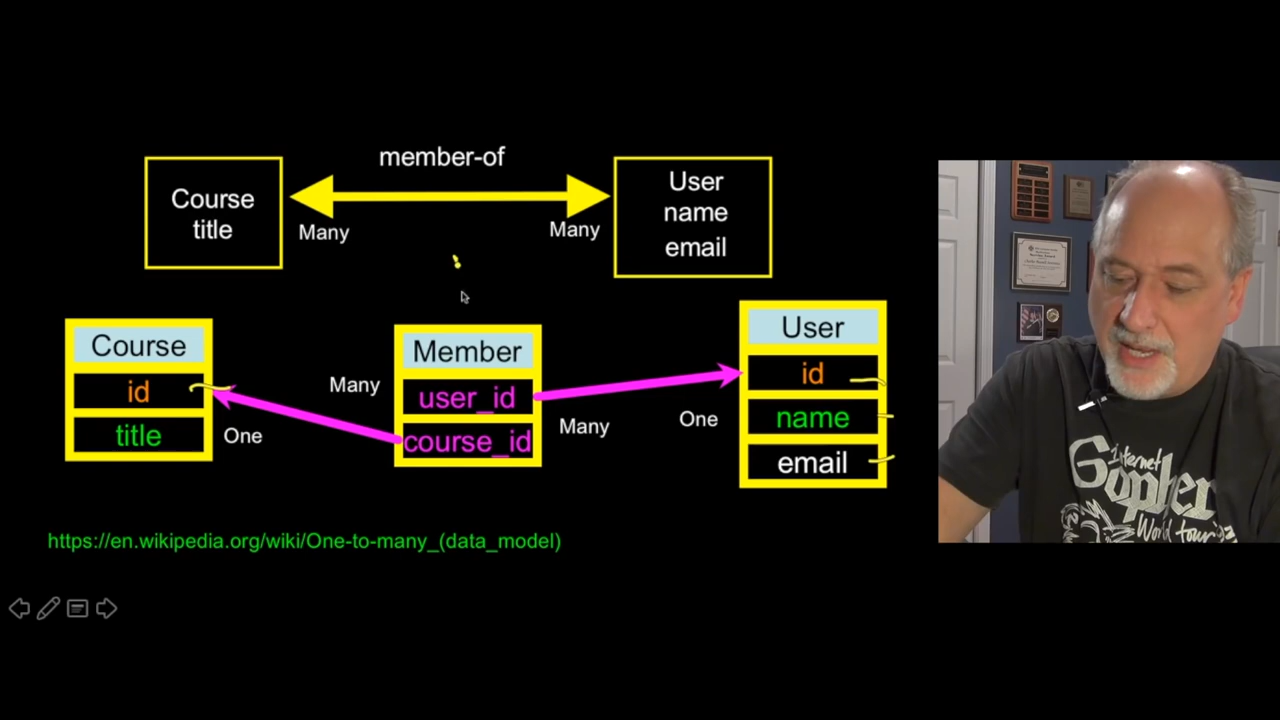 member-of
Course
title
Many
Many
User
name
email
Course
id
title
One
Many
Member
user_id
course_id
Many
One
User
id
name
email
https://en.wikipedia.org/wiki/One-to-many_(data_model)
internet
Gopher
World tour